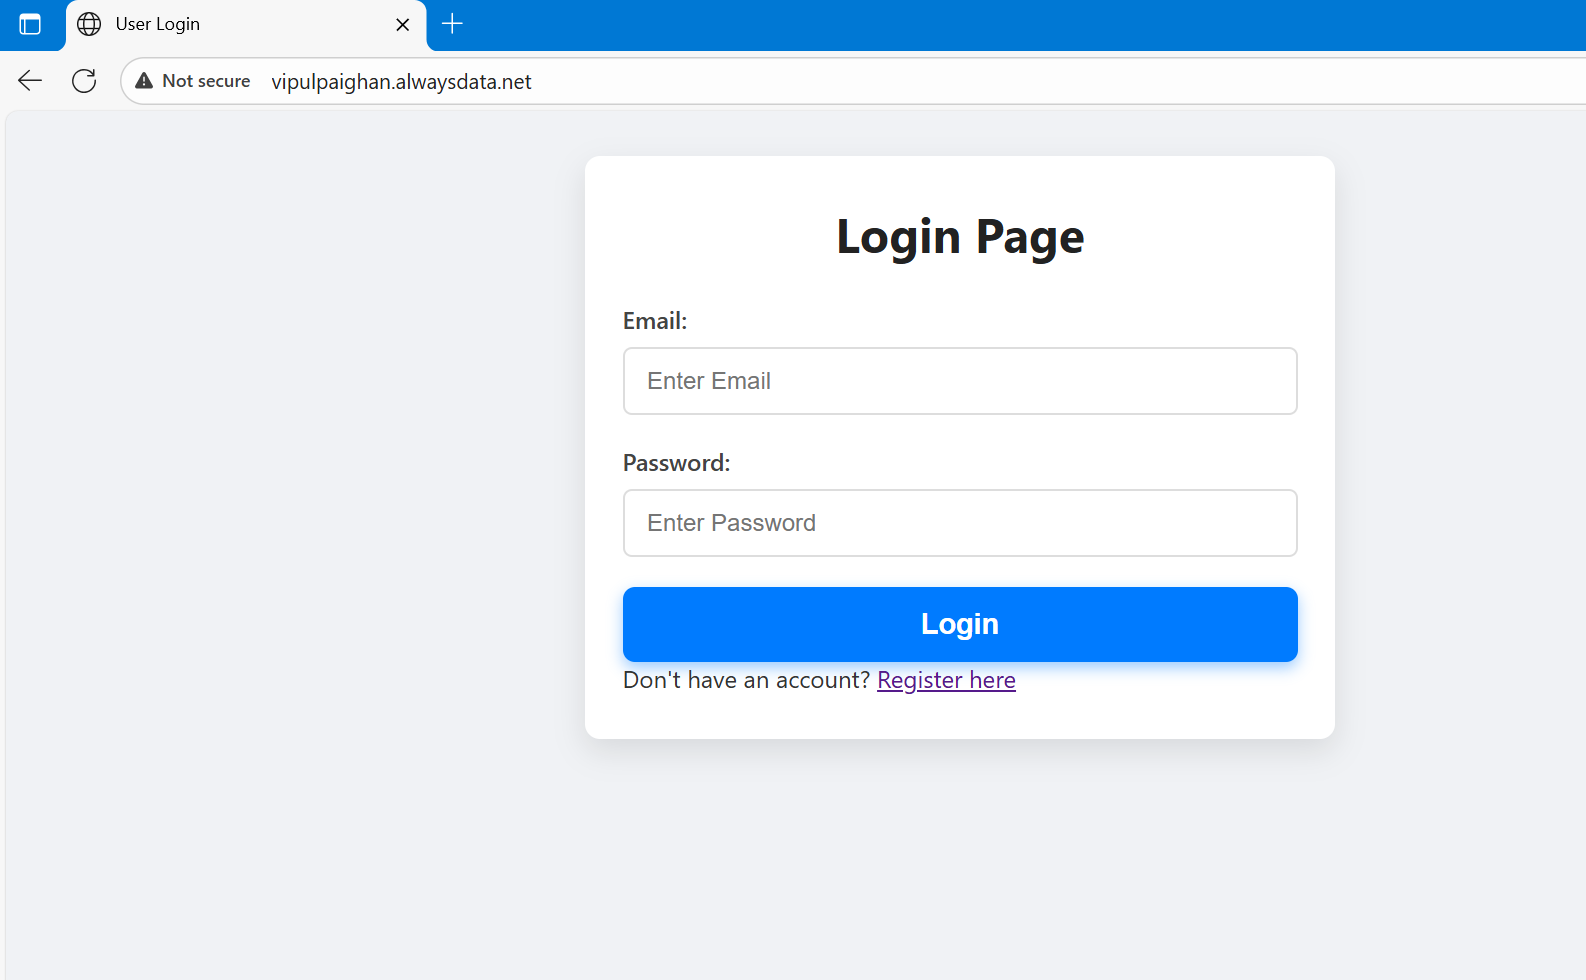 User Login
Not secure vipulpaighan.alwaysdata.net
Login Page
Email:
Enter Email
Password:
Enter Password
Login
Don't have an account? Register here